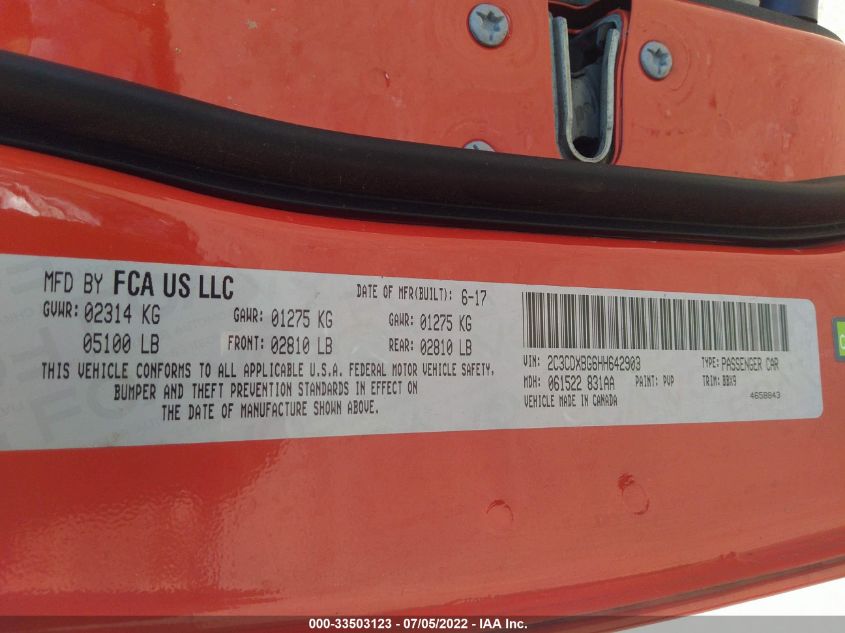 MFD BY FCA US LLC DATE OF MFR(BUILT): 6-17
GVWR: 02314 KG GAWR: 01275 KG GAWR: 01275 KG
05100 LB FRONT: 02810 LB REAR: 02810 LB
THIS VEHICLE CONFORMS TO ALL APPLICABLE U.S.A. FEDERAL MOTOR VEHICLE SAFETY,
BUMPER AND THEFT PREVENTION STANDARDS IN EFFECT ON
THE DATE OF MANUFACTURE SHOWN ABOVE.
VIN: 2C3CDXBG6HH642903 TYPE: PASSENGER CAR
MDH: 061522 831AA PAINT: PVP TRIM: BBX9
VEHICLE MADE IN CANADA 4658843
000-33503123 • 07/05/2022 - IAA Inc.